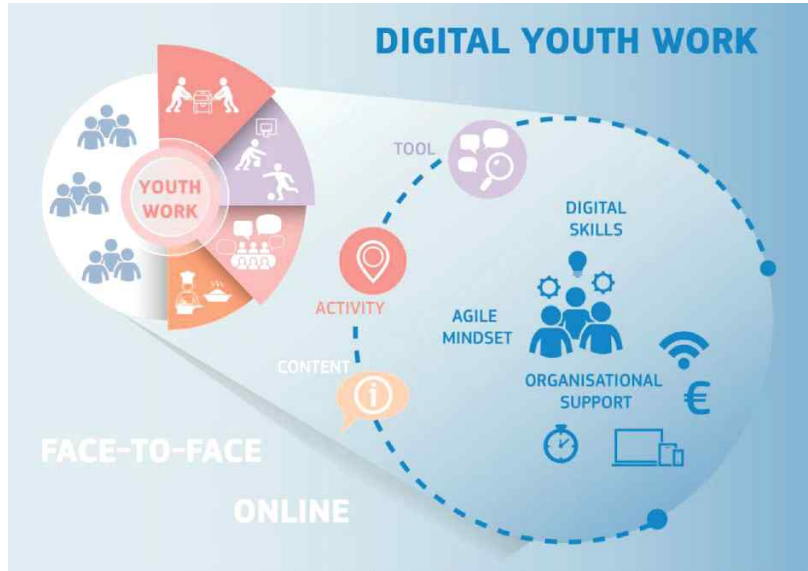 DIGITAL YOUTH WORK
YOUTH
WORK
TOOL
DIGITAL
SKILLS
ACTIVITY
AGILE
MINDSET
CONTENT
ORGANISATIONAL
SUPPORT
€
FACE-TO-FACE
ONLINE